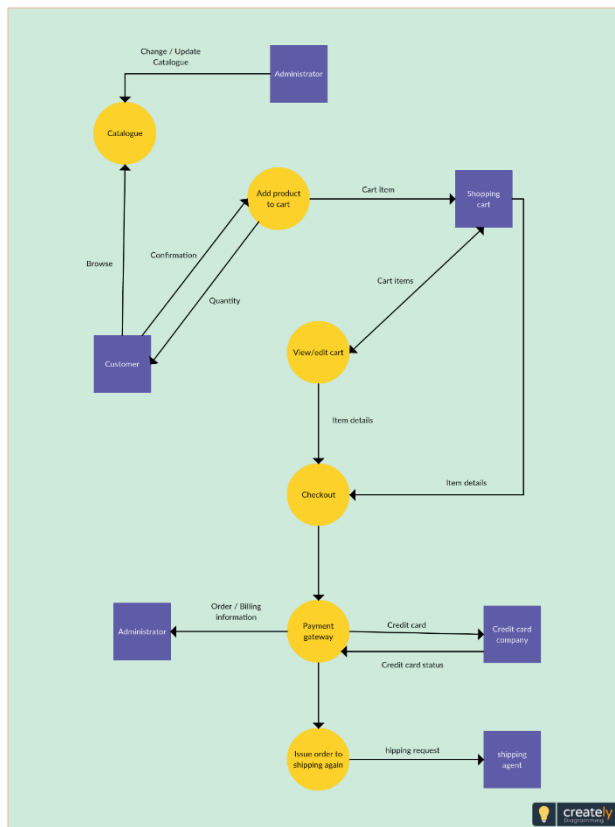 Change / Update
Catalogue
Administrator
Catalogue
Add product
to cart
Cart Item
Shopping
cart
Confirmation
Browse
Quantity
Cart items
View/edit cart
Customer
Item details
Item details
Checkout
Order / Billing
information
Administrator
Payment
gateway
Credit card
Credit card
company
Credit card status
Issue order to
shipping again
hipping request
shipping
agent
creately
Diagramming